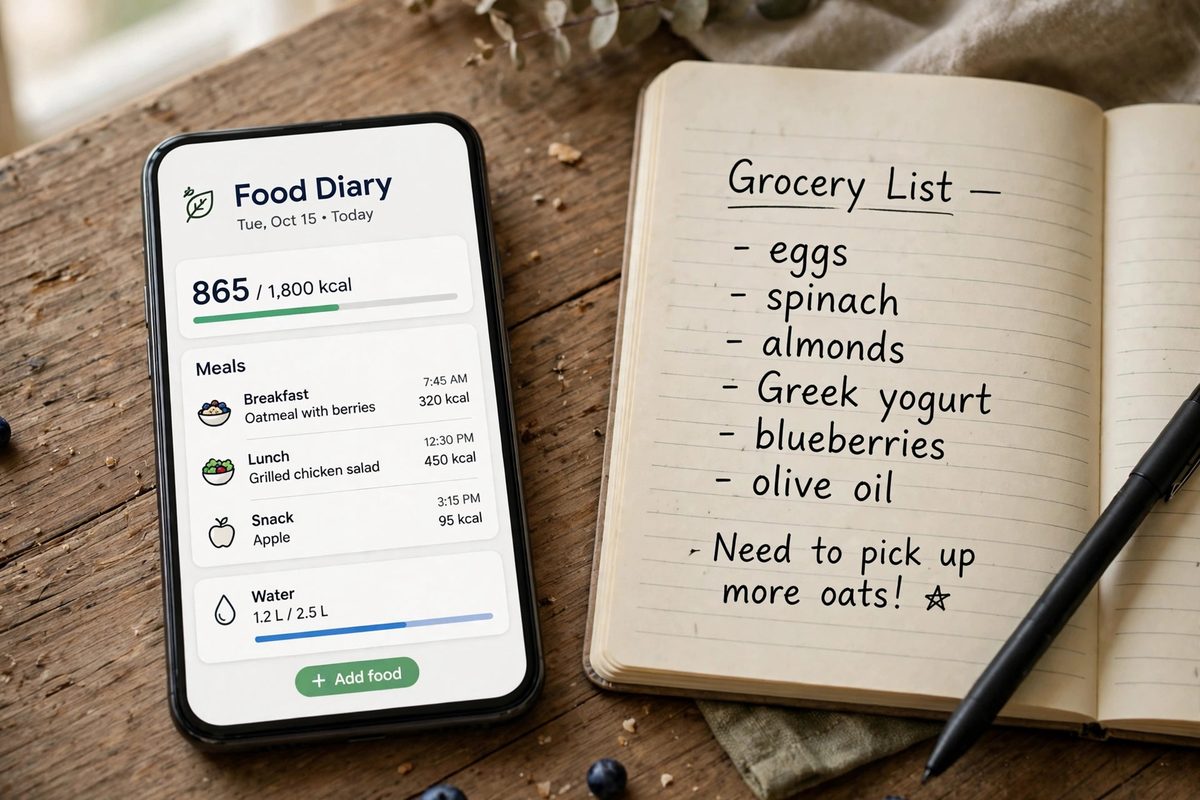 Food Diary
Tue, Oct 15 • Today
865 / 1,800 kcal
Meals
Breakfast
Oatmeal with berries
7:45 AM
320 kcal
Lunch
Grilled chicken salad
12:30 PM
450 kcal
Snack
Apple
3:15 PM
95 kcal
Water
1.2 L / 2.5 L
+ Add food
Grocery List —
- eggs
- spinach
- almonds
- Greek yogurt
- blueberries
- olive oil
- Need to pick up
more oats! ☆